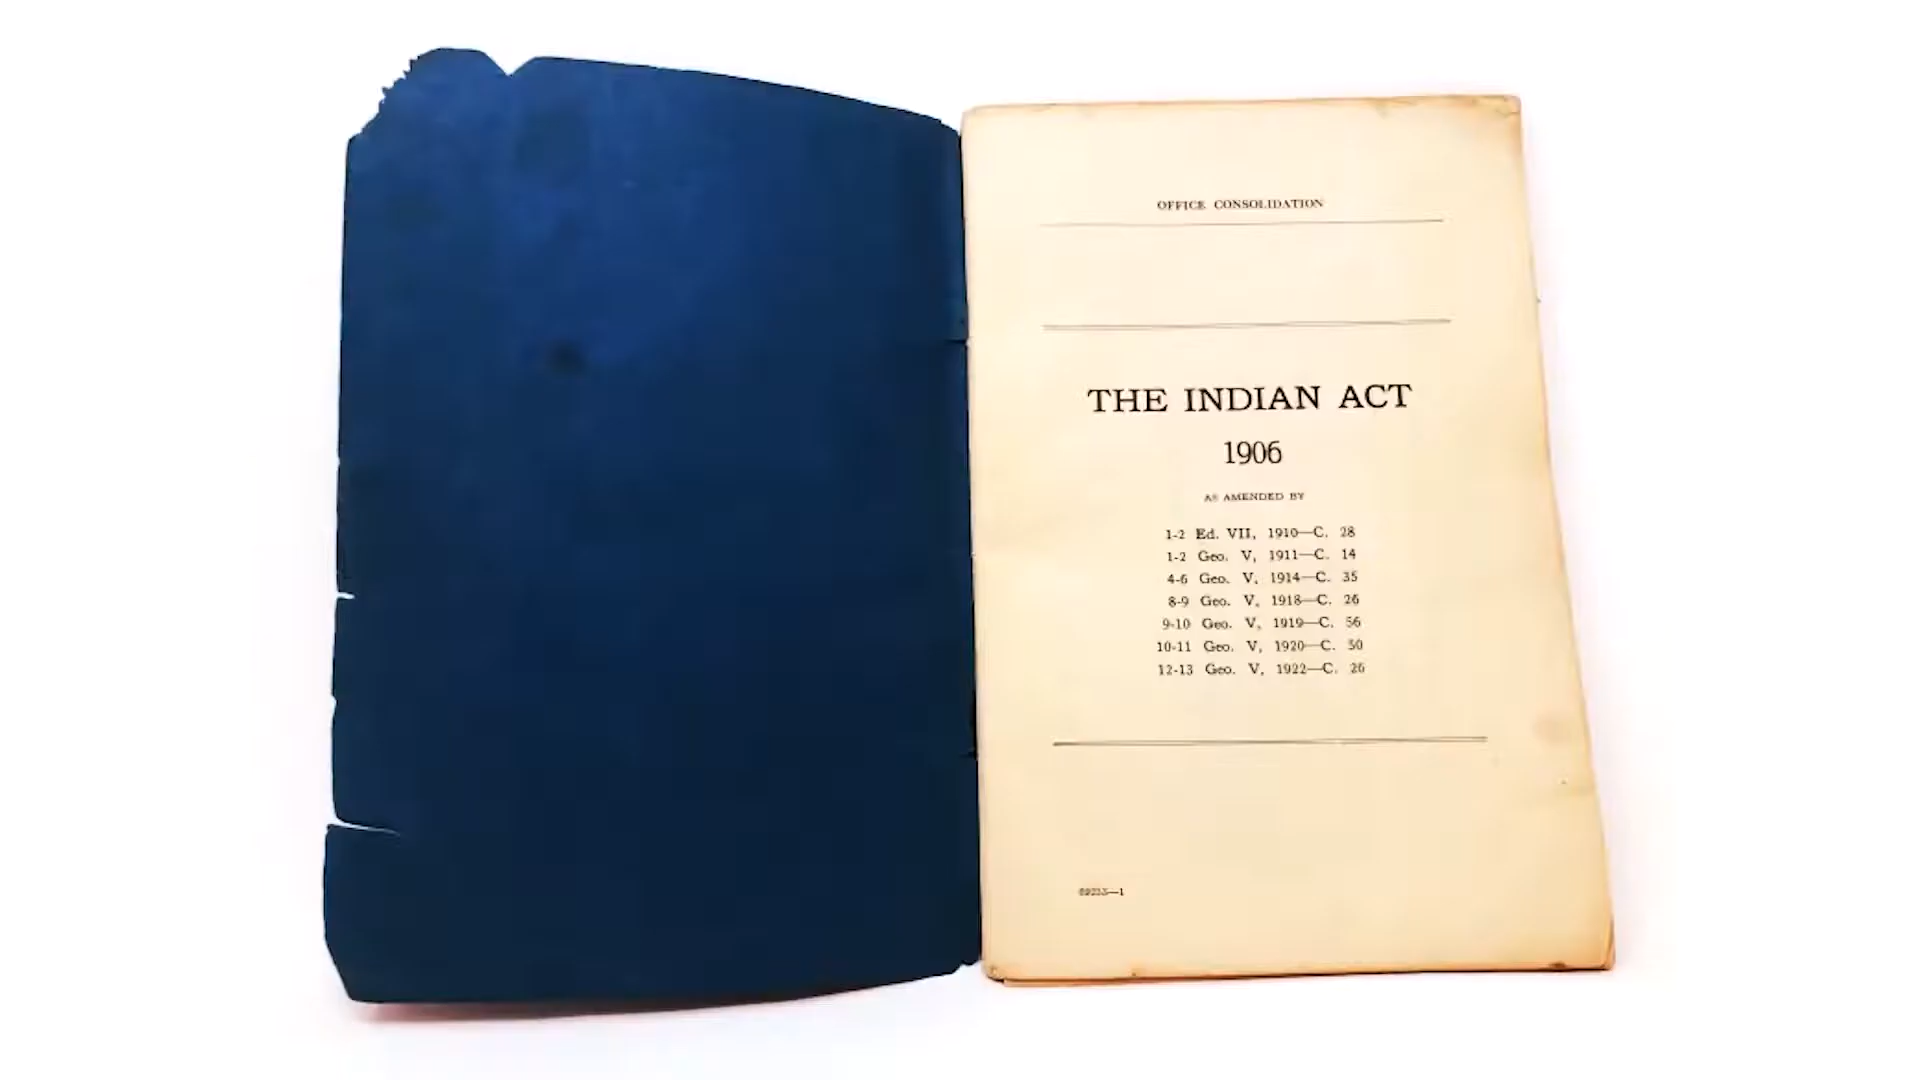 OFFICE CONSOLIDATION
THE INDIAN ACT
1906
AS AMENDED BY
1-2 Ed. VII, 1910—C. 28
1-2 Geo. V, 1911—C. 14
4-6 Geo. V, 1914—C. 35
8-9 Geo. V, 1918—C. 26
9-10 Geo. V, 1919—C. 56
10-11 Geo. V, 1920—C. 50
12-13 Geo. V, 1922—C. 26